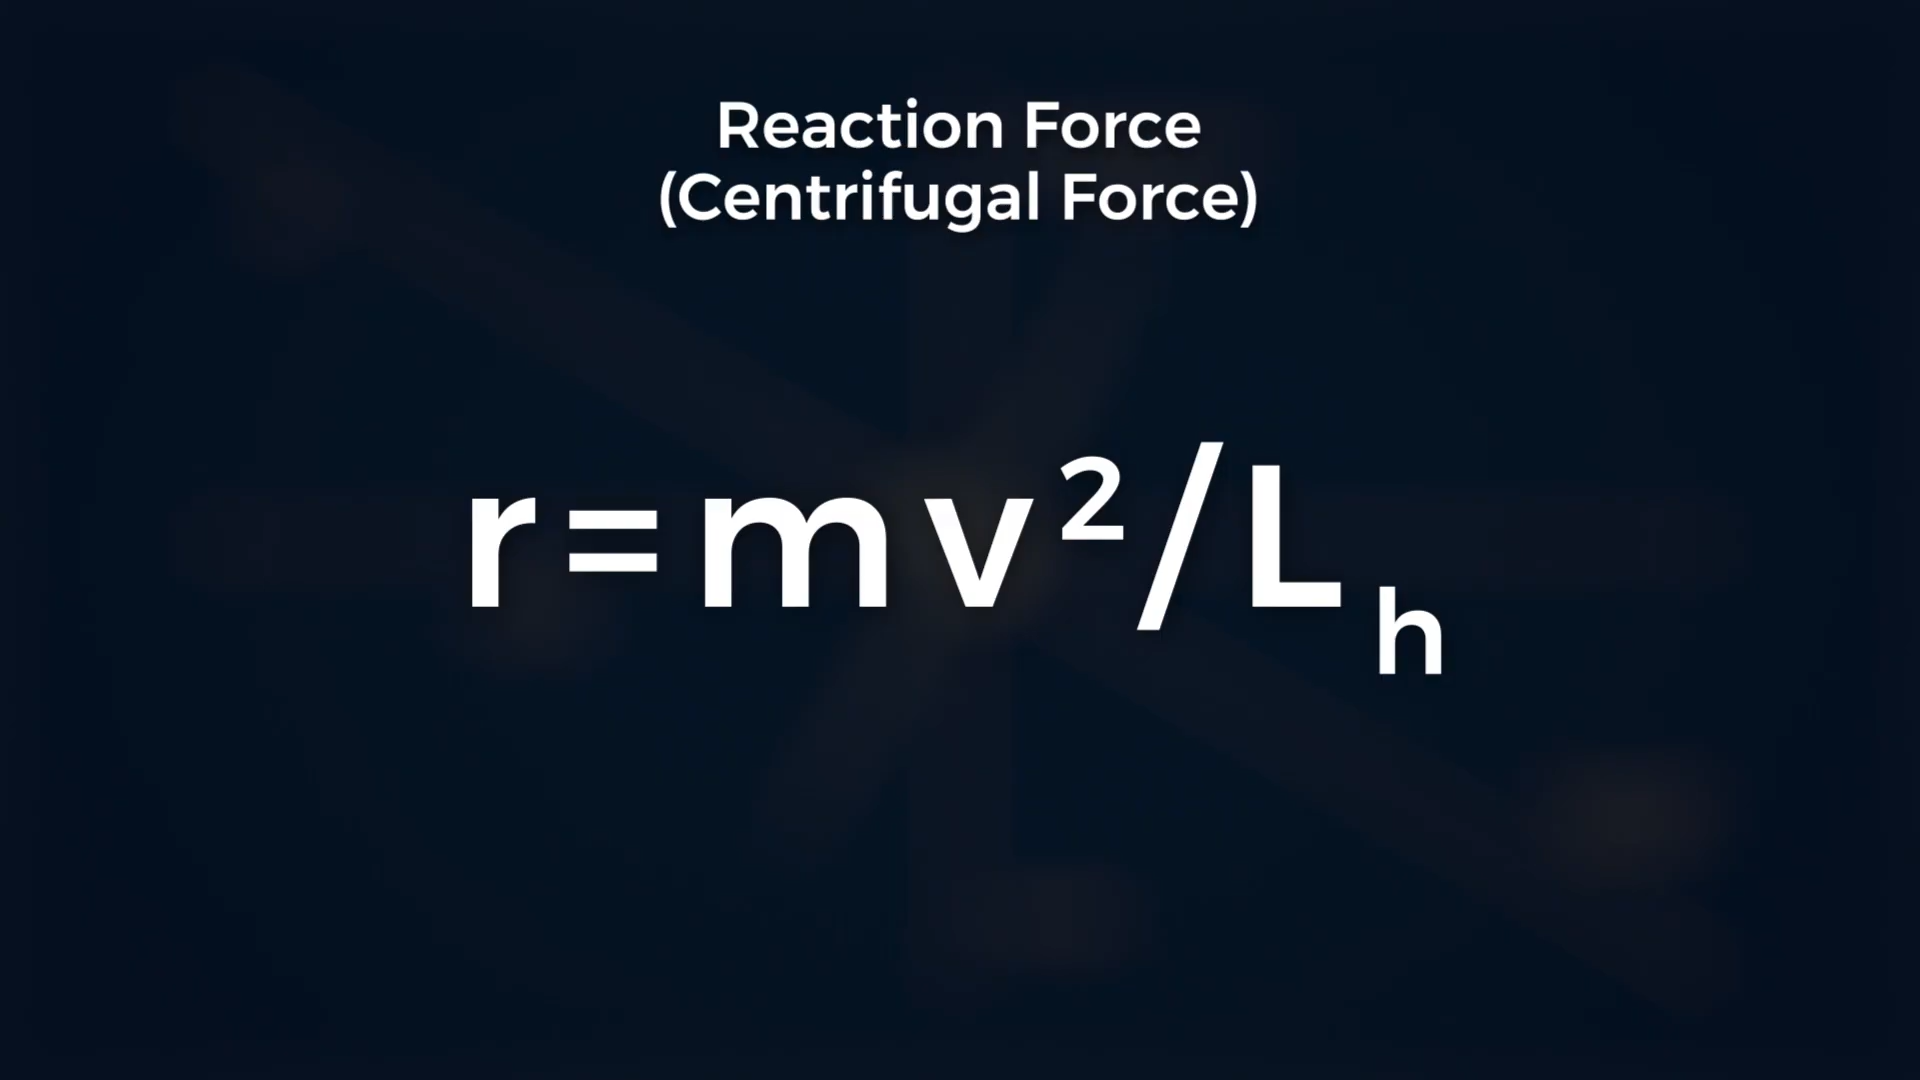 Reaction Force
(Centrifugal Force)
r=mv²/Lₕ